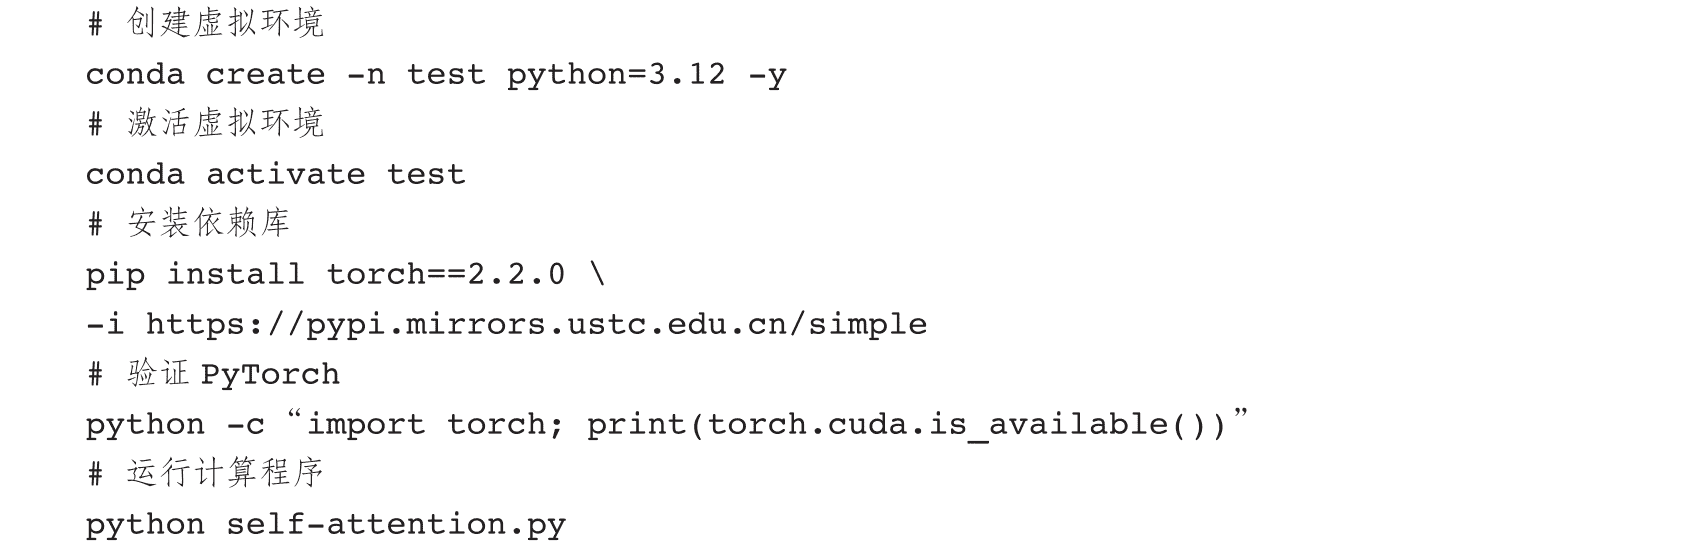 # 创建虚拟环境
conda create -n test python=3.12 -y
# 激活虚拟环境
conda activate test
# 安装依赖库
pip install torch==2.2.0 \
-i https://pypi.mirrors.ustc.edu.cn/simple
# 验证 PyTorch
python -c “import torch; print(torch.cuda.is_available())”
# 运行计算程序
python self-attention.py